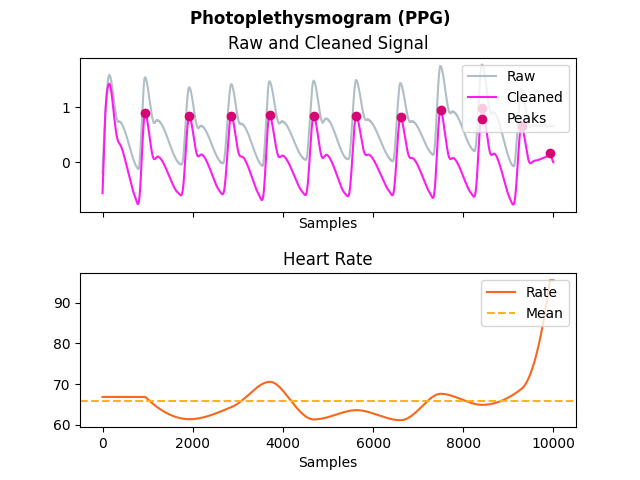 Photoplethysmogram (PPG)
Raw and Cleaned Signal
Raw
Cleaned
Peaks
1
0
Samples
Heart Rate
Rate
Mean
90
80
70
60
0
2000
4000
6000
8000
10000
Samples